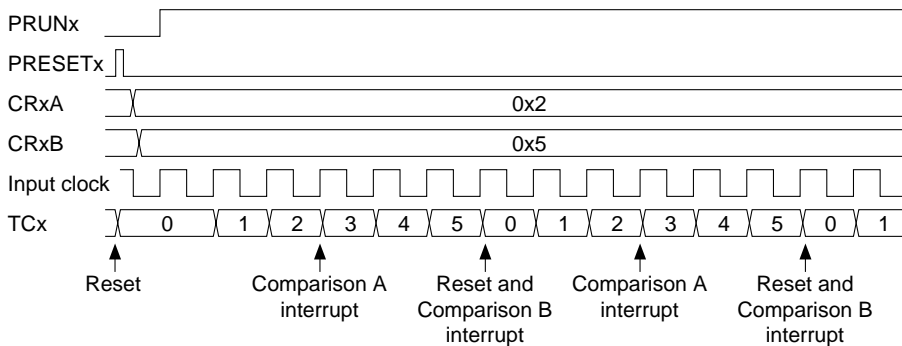 PRUNx
PRESETx
CRxA 0x2
CRxB 0x5
Input clock
TCx 0 1 2 3 4 5 0 1 2 3 4 5 0 1
Reset Comparison A Reset and Comparison A Reset and
interrupt Comparison B interrupt Comparison B
interrupt interrupt